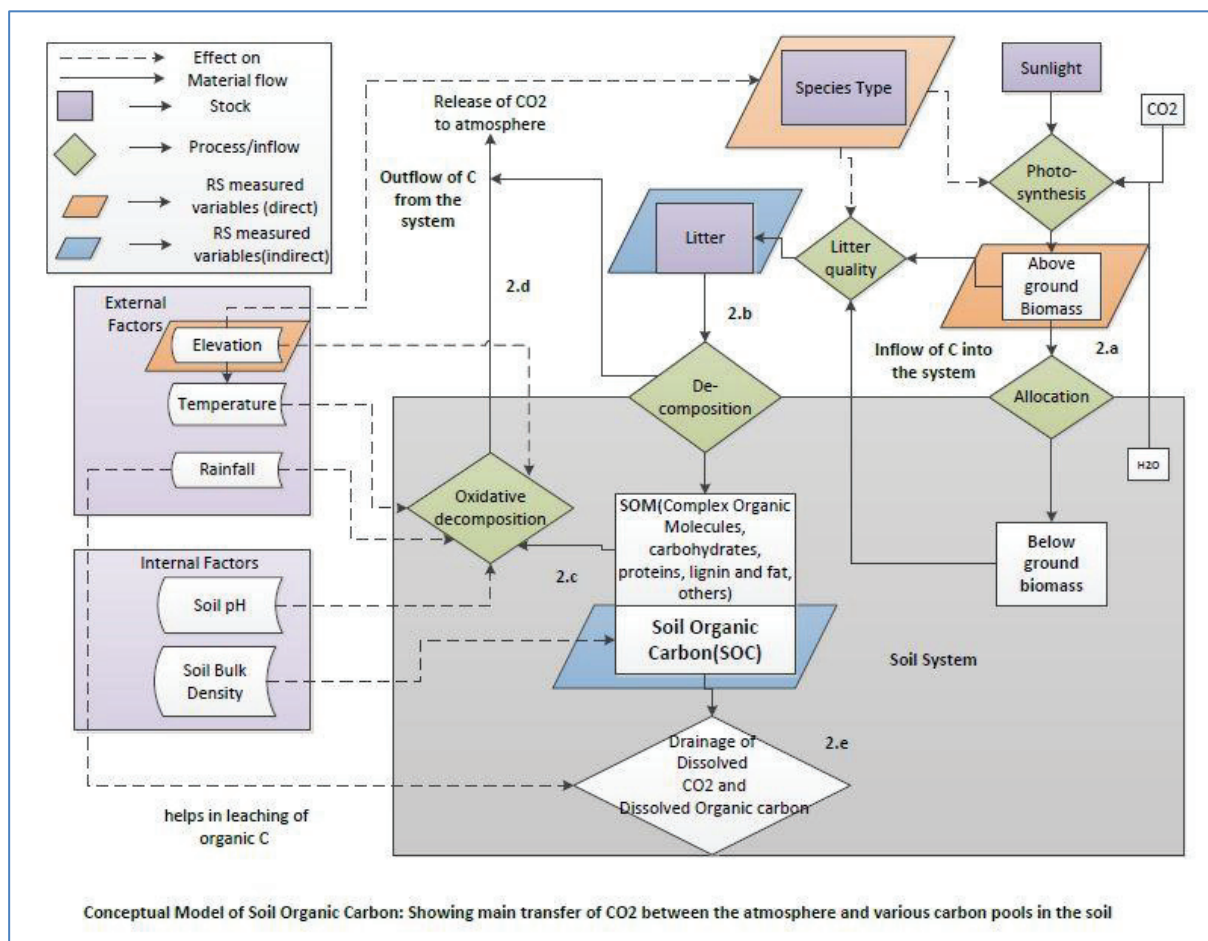 Effect on
Material flow
Stock
Process/inflow
RS measured
variables (direct)
RS measured
variables(indirect)
Release of CO2
to atmosphere
Outflow of C
from the
system
2.d
Species Type
Sunlight
CO2
Photo-
synthesis
Litter
Litter
quality
Above
ground
Biomass
2.b
2.a
Inflow of C into
the system
De-
composition
Allocation
H2O
External
Factors
Elevation
Temperature
Rainfall
Oxidative
decomposition
SOM(Complex Organic
Molecules,
carbohydrates,
proteins, lignin and fat,
others)
2.c
Below
ground
biomass
Internal Factors
Soil pH
Soil Bulk
Density
Soil Organic
Carbon(SOC)
Soil System
2.e
Drainage of
Dissolved
CO2 and
Dissolved Organic carbon
helps in leaching of
organic C
Conceptual Model of Soil Organic Carbon: Showing main transfer of CO2 between the atmosphere and various carbon pools in the soil